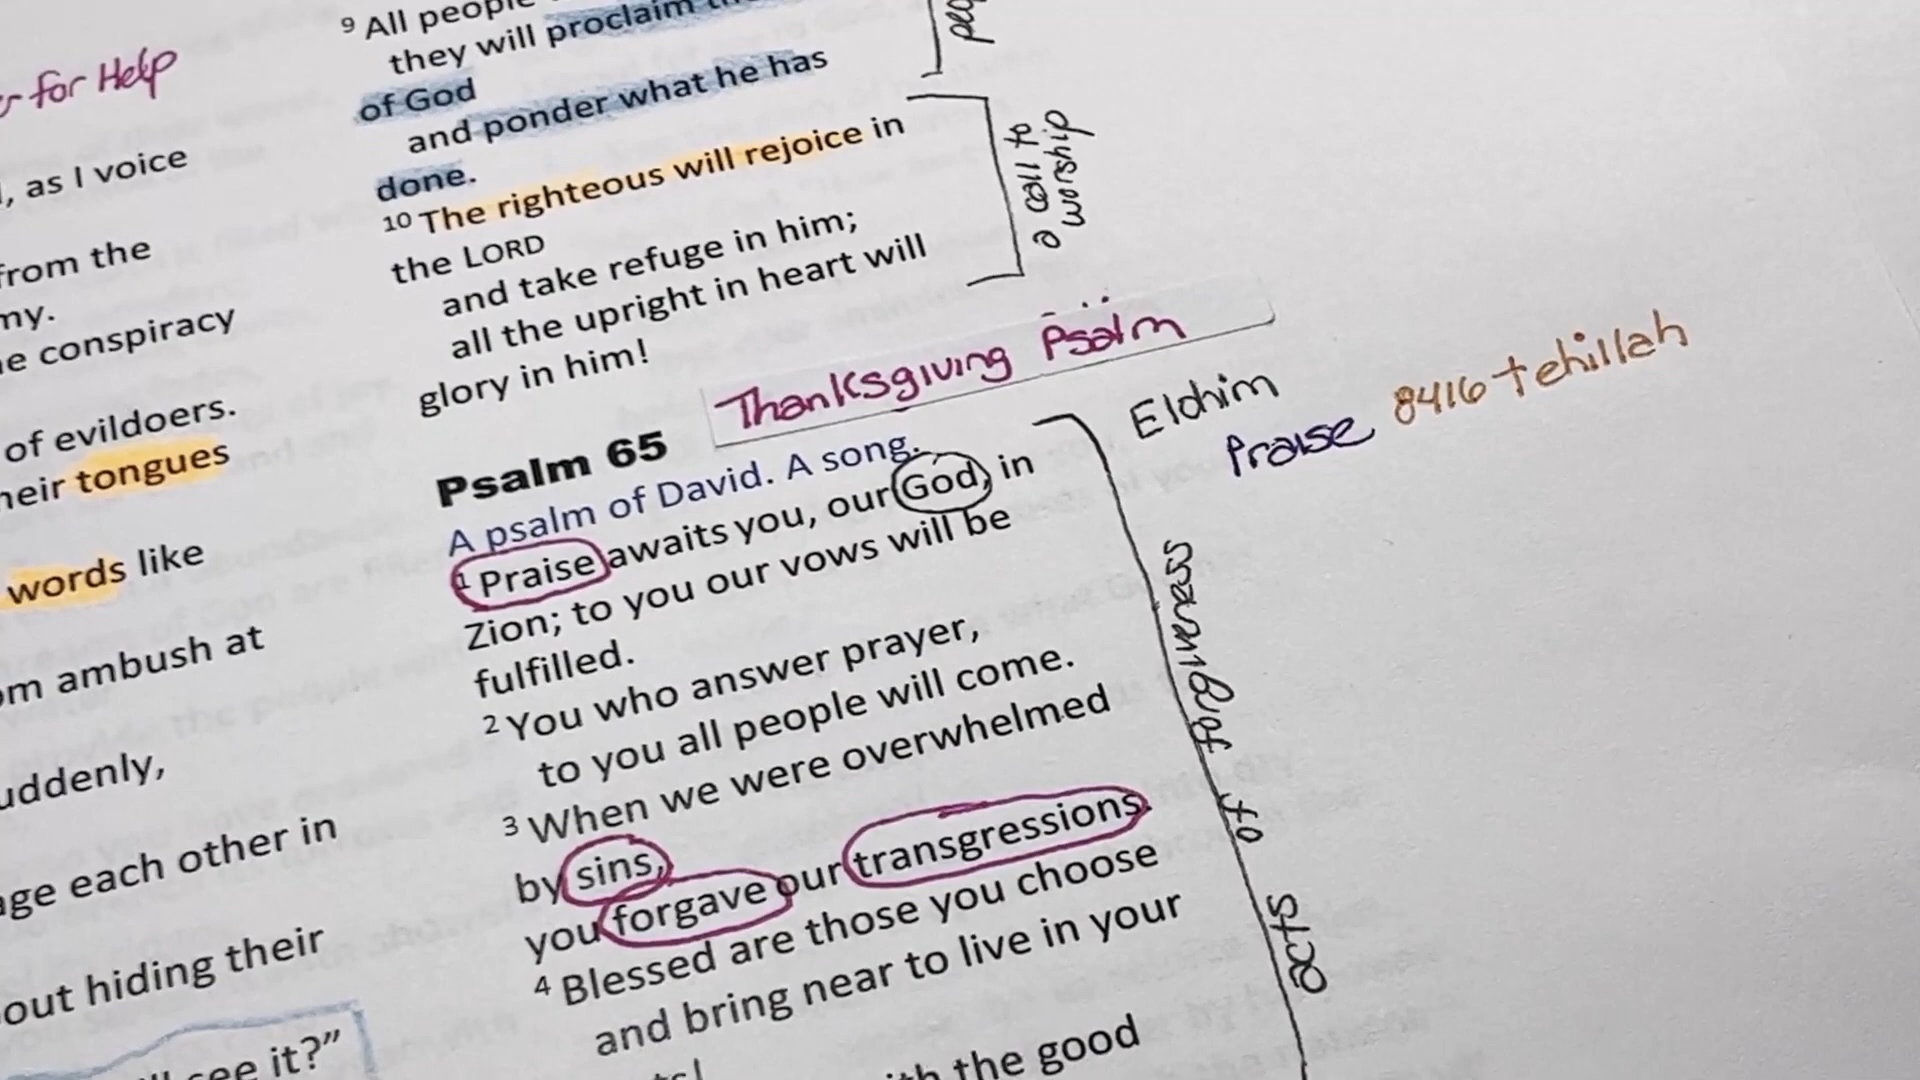 for Help
, as I voice
from the
my.
conspiracy
of evildoers.
tongues
words like
ambush at
each other in
hiding their
see it?”
9 All people
they will proclaim
of God
and ponder what he has
done.
10 The righteous will rejoice in
the LORD
and take refuge in him;
all the upright in heart will
glory in him!
Thanksgiving Psalm
Psalm 65
A psalm of David. A song.
1 Praise awaits you, our God, in
Zion; to you our vows will be
fulfilled.
2 You who answer prayer,
to you all people will come.
3 When we were overwhelmed
by sins,
you forgave our transgressions.
4 Blessed are those you choose
and bring near to live in your
the good
a call to
worship
Elohim
Praise 8416 tehillah
acts of forgiveness